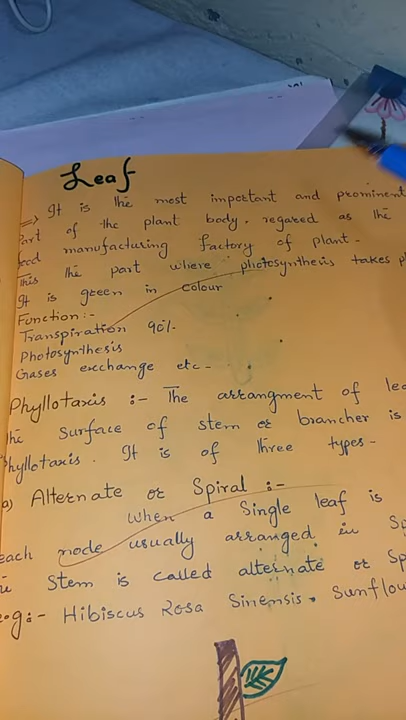 Leaf
=> It is the most important and prominent
Part of the plant body. regared as the
food manufacturing factory of plant-
This the part where photosynthesis takes
It is green in colour
Function:-
Transpiration 90%
Photosynthesis
Gases exchange etc-
Phyllotaxis :- The arrangment of
the Surface of stem or brancher is
Phyllotaxis. It is of three types-
a) Alternate or Spiral :-
When a Single leaf is
each node usually arranged in
Stem is called alternate or
e.g:- Hibiscus Rosa Sinensis. Sunflo